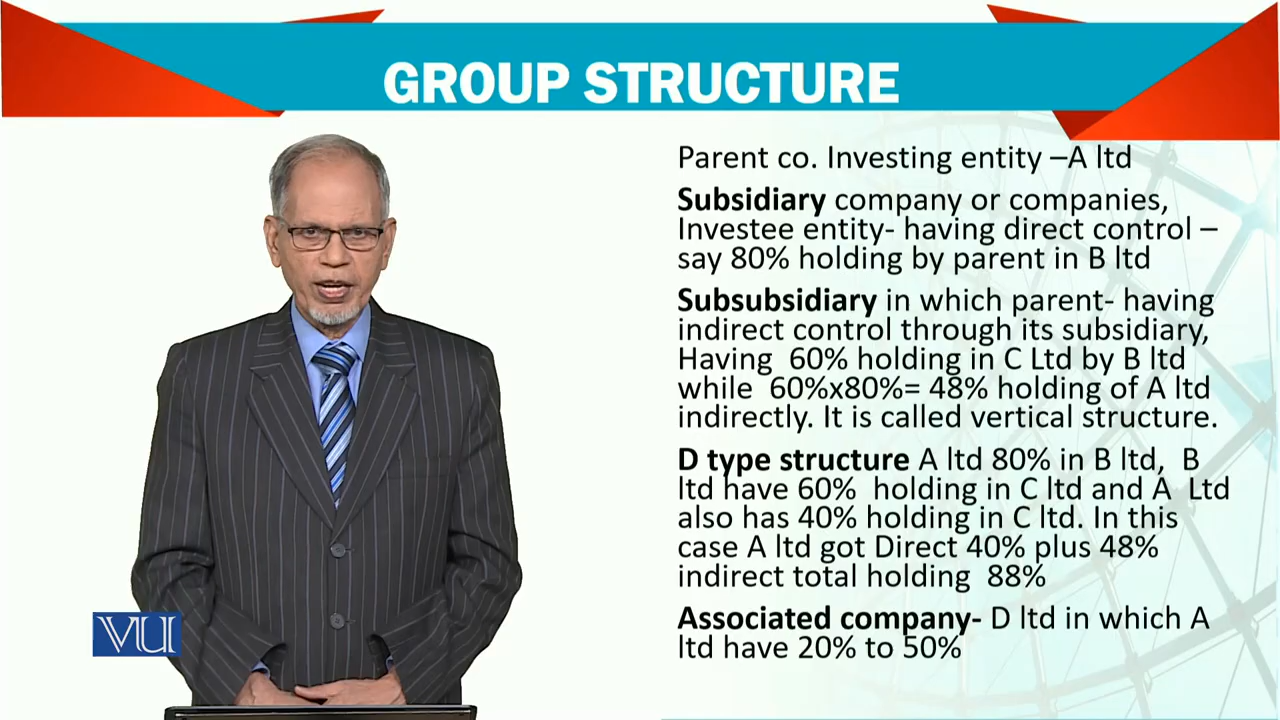 GROUP STRUCTURE
Parent co. Investing entity –A ltd
Subsidiary company or companies,
Investee entity- having direct control –
say 80% holding by parent in B ltd
Subsubsidiary in which parent- having
indirect control through its subsidiary,
Having 60% holding in C Ltd by B ltd
while 60%x80%= 48% holding of A ltd
indirectly. It is called vertical structure.
D type structure A ltd 80% in B ltd, B
ltd have 60% holding in C ltd and A Ltd
also has 40% holding in C ltd. In this
case A ltd got Direct 40% plus 48%
indirect total holding 88%
Associated company- D ltd in which A
ltd have 20% to 50%
VU